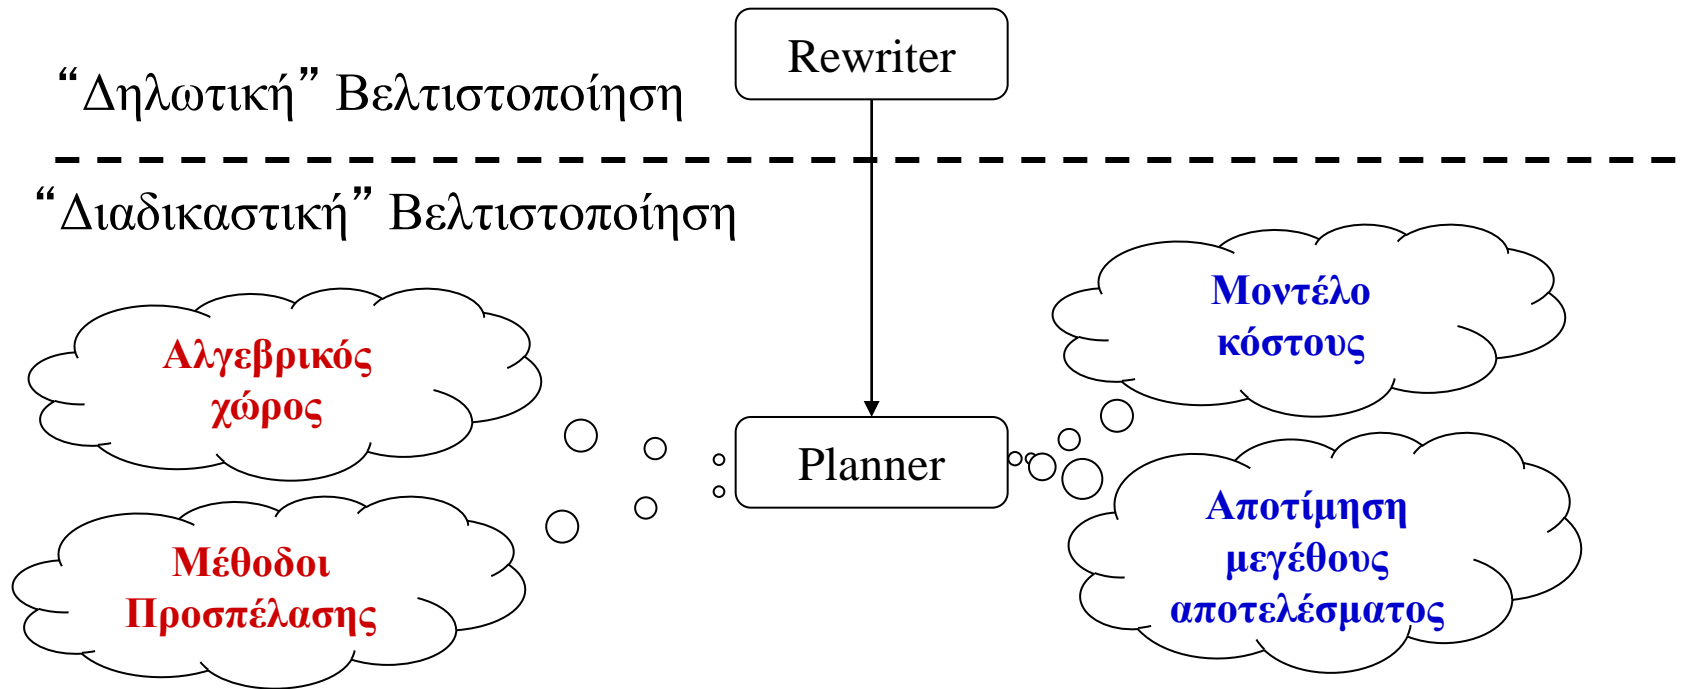 Rewriter
“Δηλωτική” Βελτιστοποίηση
“Διαδικαστική” Βελτιστοποίηση
Αλγεβρικός
χώρος
Μέθοδοι
Προσπέλασης
Planner
Μοντέλο
κόστους
Αποτίμηση
μεγέθους
αποτελέσματος